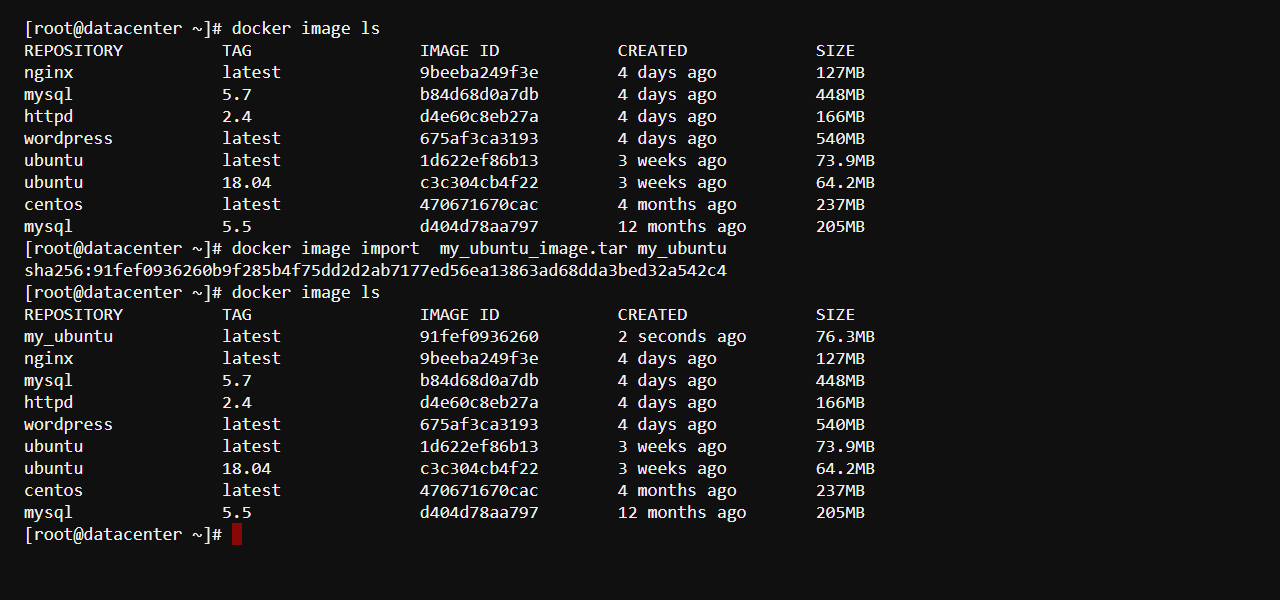 [root@datacenter ~]# docker image ls
REPOSITORY          TAG                 IMAGE ID            CREATED             SIZE
nginx               latest              9beeba249f3e        4 days ago          127MB
mysql               5.7                 b84d68d0a7db        4 days ago          448MB
httpd               2.4                 d4e60c8eb27a        4 days ago          166MB
wordpress           latest              675af3ca3193        4 days ago          540MB
ubuntu              latest              1d622ef86b13        3 weeks ago         73.9MB
ubuntu              18.04               c3c304cb4f22        3 weeks ago         64.2MB
centos              latest              470671670cac        4 months ago        237MB
mysql               5.5                 d404d78aa797        12 months ago       205MB
[root@datacenter ~]# docker image import  my_ubuntu_image.tar my_ubuntu
sha256:91fef0936260b9f285b4f75dd2d2ab7177ed56ea13863ad68dda3bed32a542c4
[root@datacenter ~]# docker image ls
REPOSITORY          TAG                 IMAGE ID            CREATED             SIZE
my_ubuntu           latest              91fef0936260        2 seconds ago       76.3MB
nginx               latest              9beeba249f3e        4 days ago          127MB
mysql               5.7                 b84d68d0a7db        4 days ago          448MB
httpd               2.4                 d4e60c8eb27a        4 days ago          166MB
wordpress           latest              675af3ca3193        4 days ago          540MB
ubuntu              latest              1d622ef86b13        3 weeks ago         73.9MB
ubuntu              18.04               c3c304cb4f22        3 weeks ago         64.2MB
centos              latest              470671670cac        4 months ago        237MB
mysql               5.5                 d404d78aa797        12 months ago       205MB
[root@datacenter ~]#